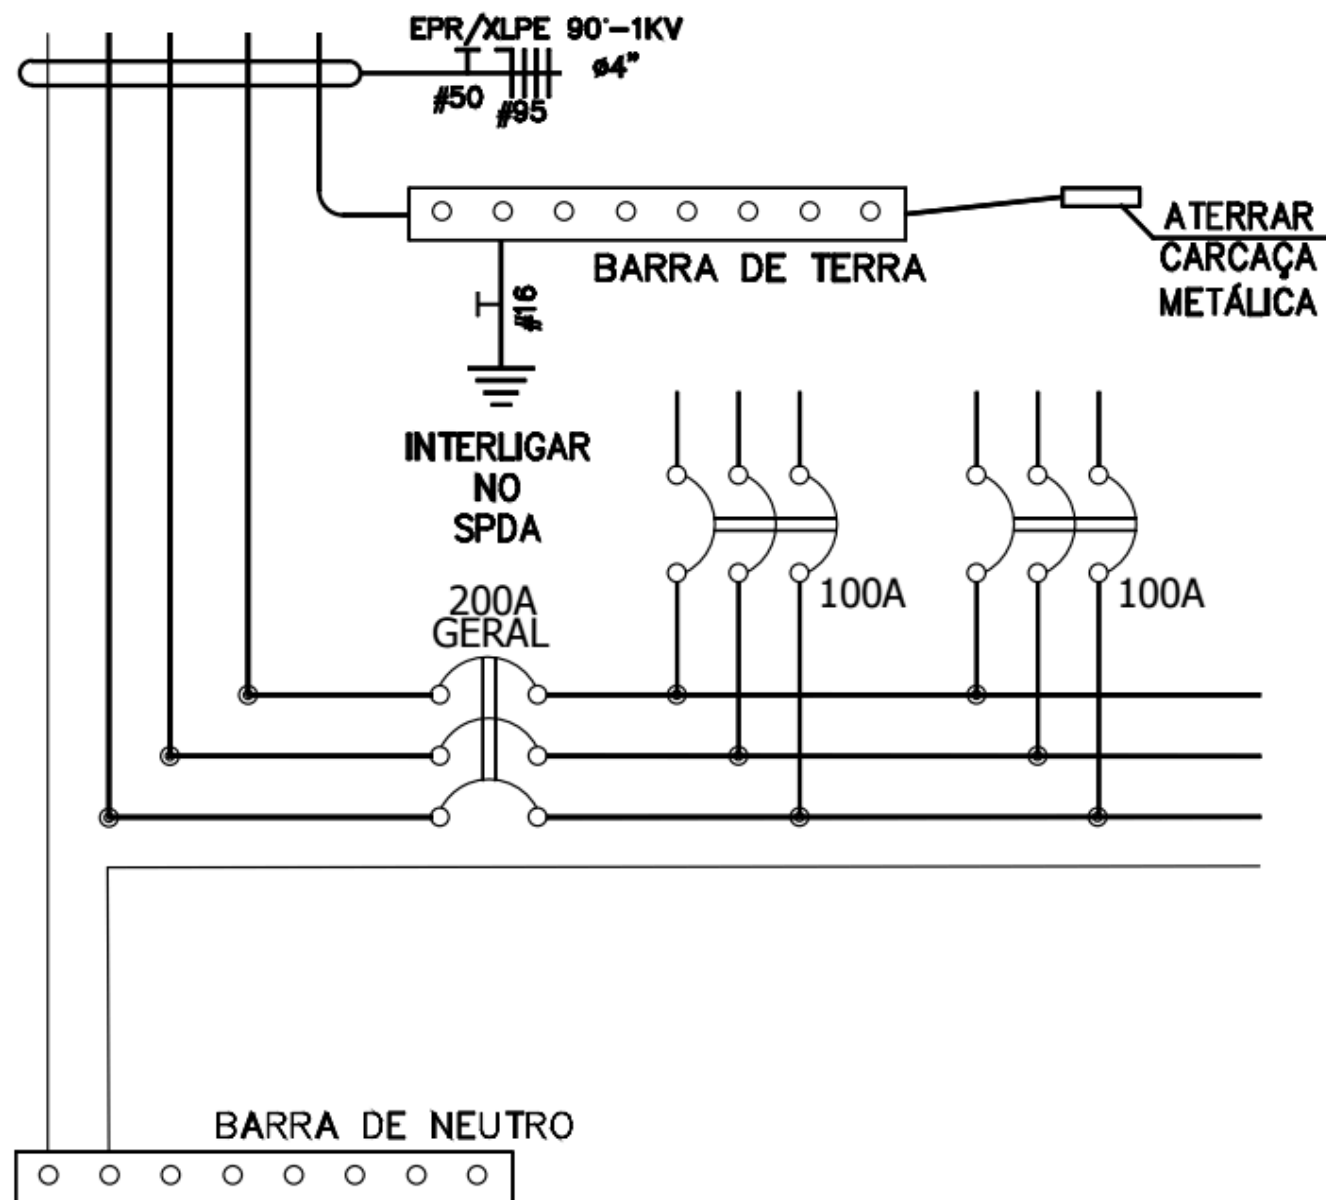 EPR/XLPE 90°-1KV
ø4"
#50
#95
BARRA DE TERRA
ATERRAR
CARCAÇA
METÁLICA
#16
INTERLIGAR
NO
SPDA
200A
GERAL
100A
100A
BARRA DE NEUTRO